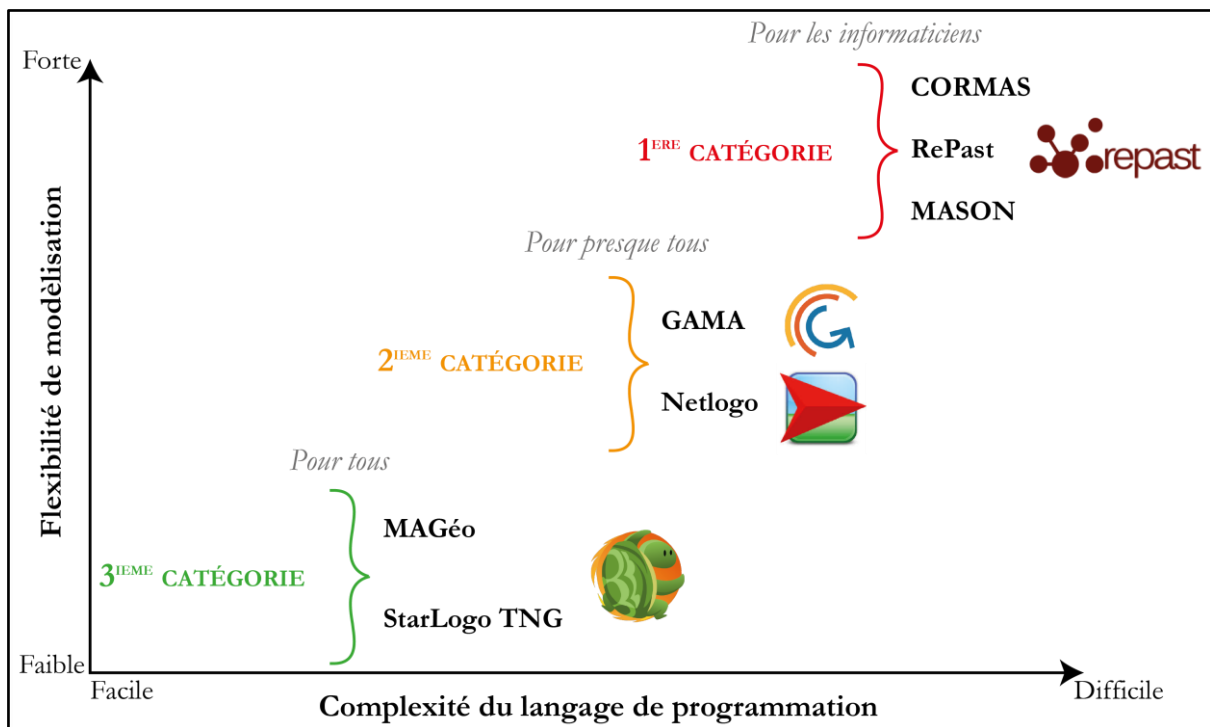 Pour les informaticiens
Forte
CORMAS
1ERE CATÉGORIE
RePast
repast
MASON
Pour presque tous
GAMA
2IEME CATÉGORIE
Netlogo
Flexibilité de modèlisation
Pour tous
MAGéo
3IEME CATÉGORIE
StarLogo TNG
Faible
Facile
Complexité du langage de programmation
Difficile